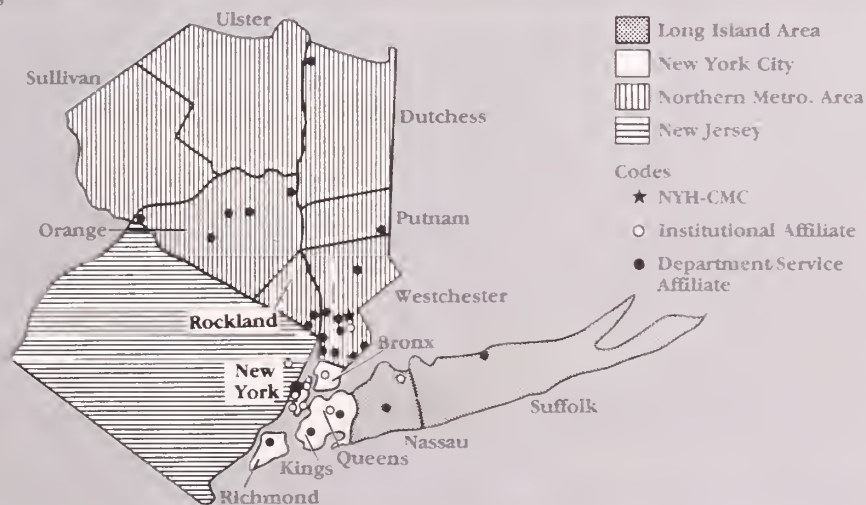 Ulster
Sullivan
Dutchess
Putnam
Orange
Westchester
Rockland
Bronx
New
York
Suffolk
Nassau
Queens
Kings
Richmond
Long Island Area
New York City
Northern Metro. Area
New Jersey
Codes
NYH-CMC
Institutional Affiliate
Department/Service
Affiliate